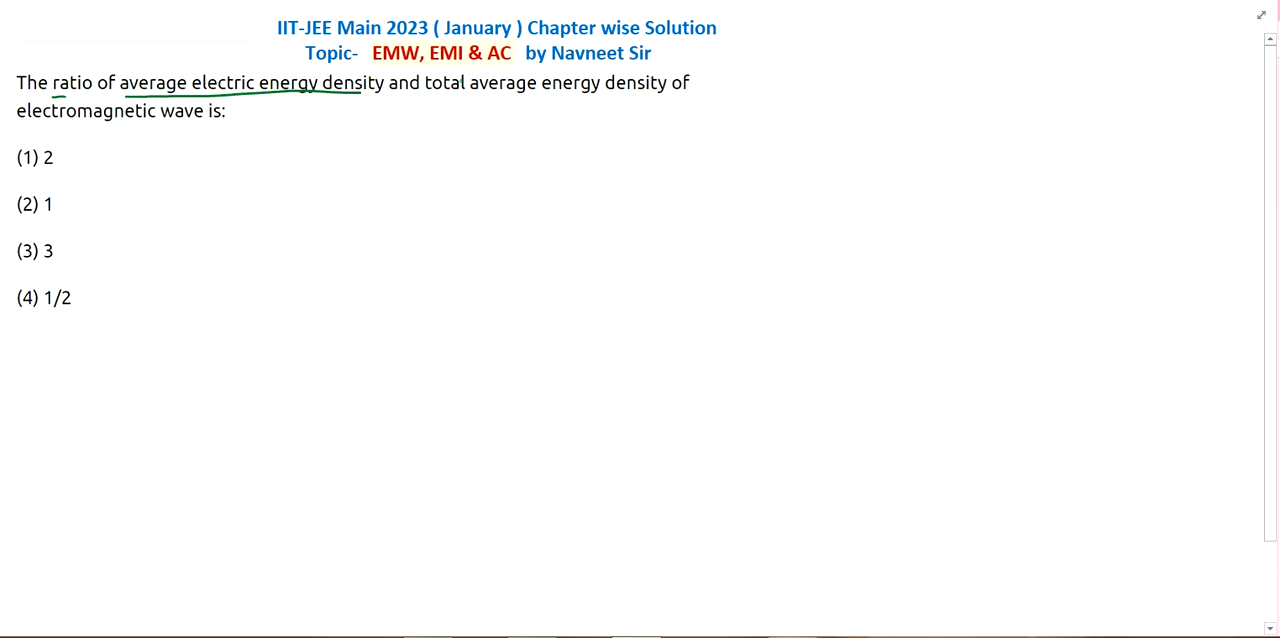 IIT-JEE Main 2023 ( January ) Chapter wise Solution
Topic- EMW, EMI & AC by Navneet Sir
The ratio of average electric energy density and total average energy density of
electromagnetic wave is:
(1) 2
(2) 1
(3) 3
(4) 1/2